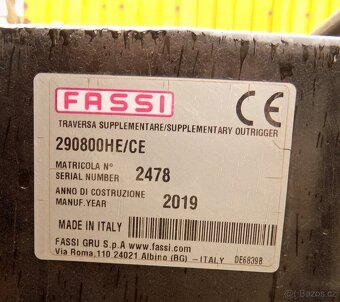 FASSI
CE
TRAVERSA SUPPLEMENTARE/SUPPLEMENTARY OUTRIGGER
290800HE/CE
MATRICOLA N°
SERIAL NUMBER 2478
ANNO DI COSTRUZIONE
MANUF.YEAR 2019
MADE IN ITALY
FASSI GRU S.p.A www.fassi.com
Via Roma,110 24021 Albino (BG) -ITALY DE6839B